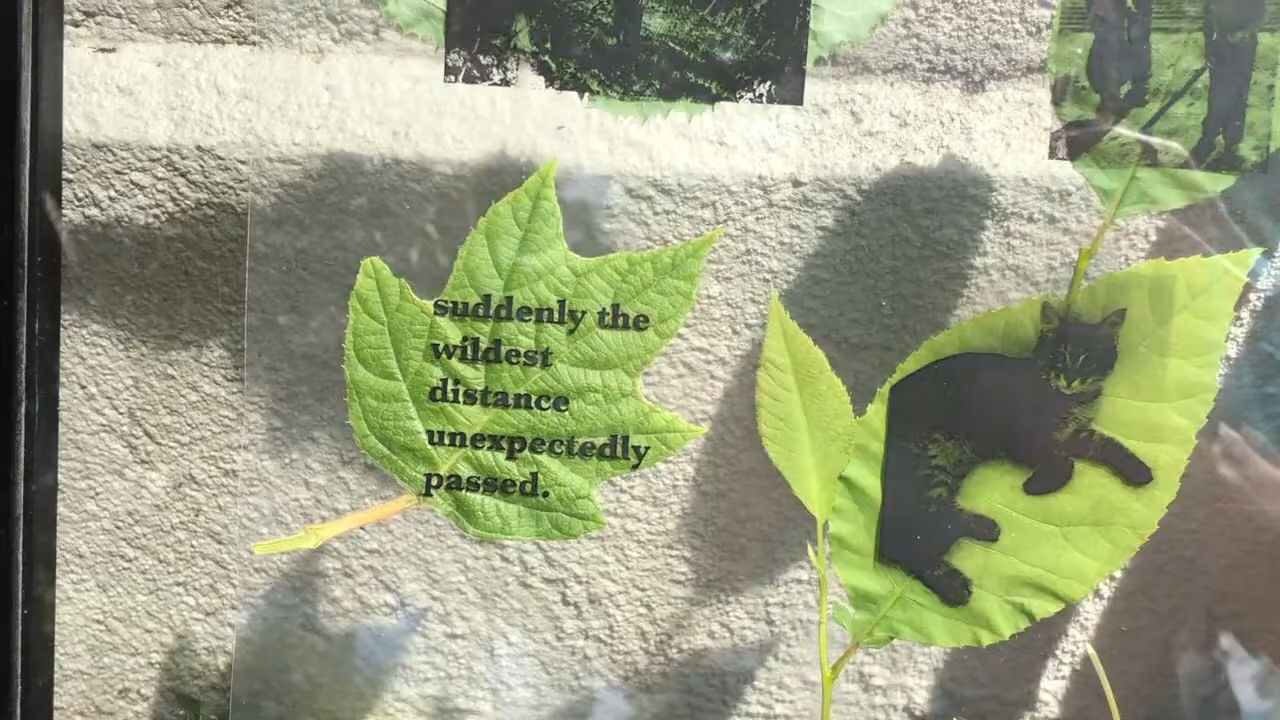 suddenly the
wildest
distance
unexpectedly
passed.